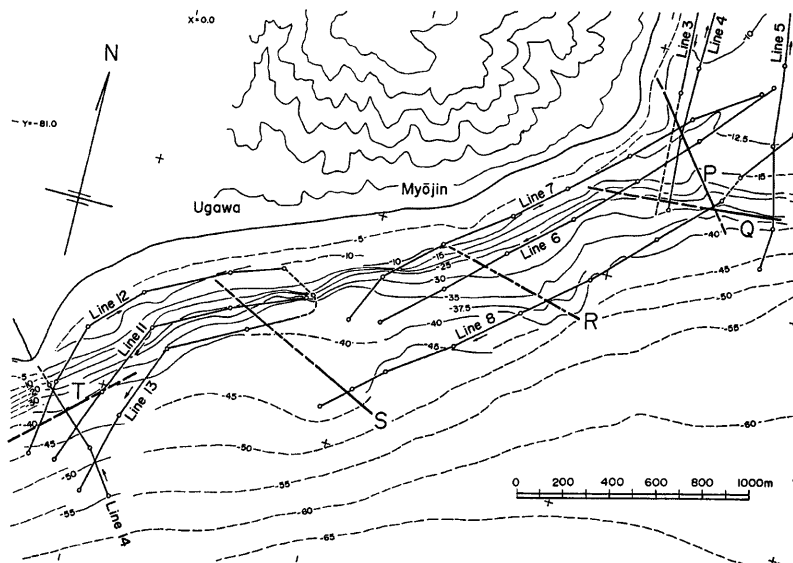 X=0.0
N
Y=-81.0
Ugawa
Myōjin
Line 3
Line 4
Line 5
-10
-12.5
-15
P
Q
-40
-45
-50
-55
Line 7
Line 6
Line 8
-5
-10
-10
-15
-25
-30
-35
-37.5
-40
-45
R
Line 12
Line 11
Line 13
-40
-45
S
-50
-55
-60
-60
-65
T
-40
-45
-50
-55
Line 14
0 200 400 600 800 1000m